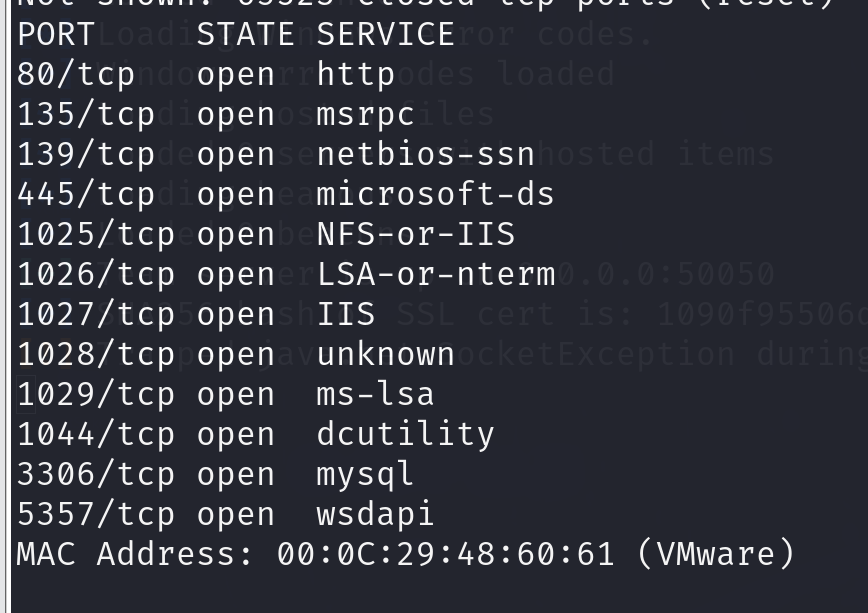 Not shown: 65523 closed tcp ports (reset)
PORT STATE SERVICE
80/tcp open http
135/tcp open msrpc
139/tcp open netbios-ssn
445/tcp open microsoft-ds
1025/tcp open NFS-or-IIS
1026/tcp open LSA-or-nterm
1027/tcp open IIS
1028/tcp open unknown
1029/tcp open ms-lsa
1044/tcp open dcutility
3306/tcp open mysql
5357/tcp open wsdapi
MAC Address: 00:0C:29:48:60:61 (VMware)